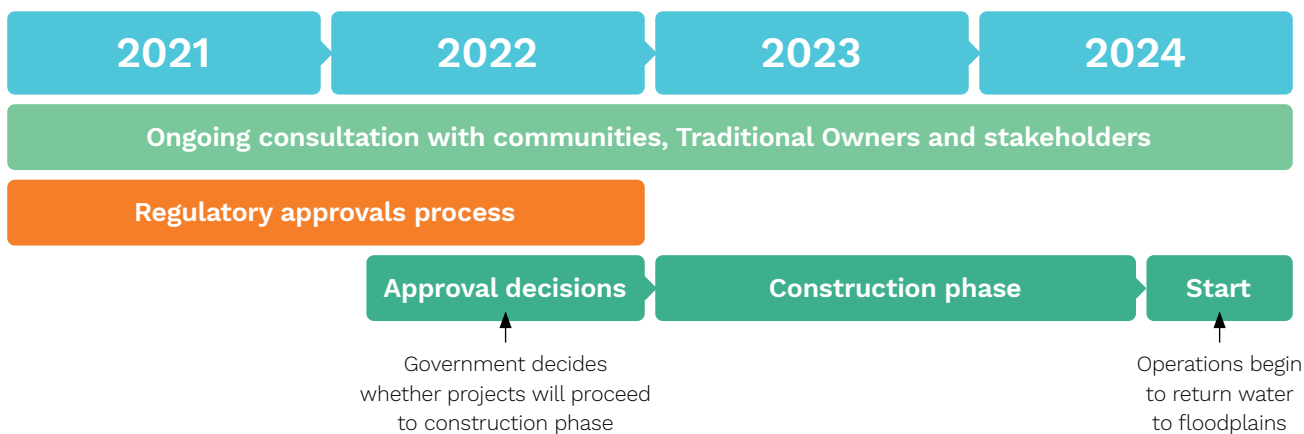 2021
2022
2023
2024
Ongoing consultation with communities, Traditional Owners and stakeholders
Regulatory approvals process
Approval decisions
Construction phase
Start
Government decides
whether projects will proceed
to construction phase
Operations begin
to return water
to floodplains